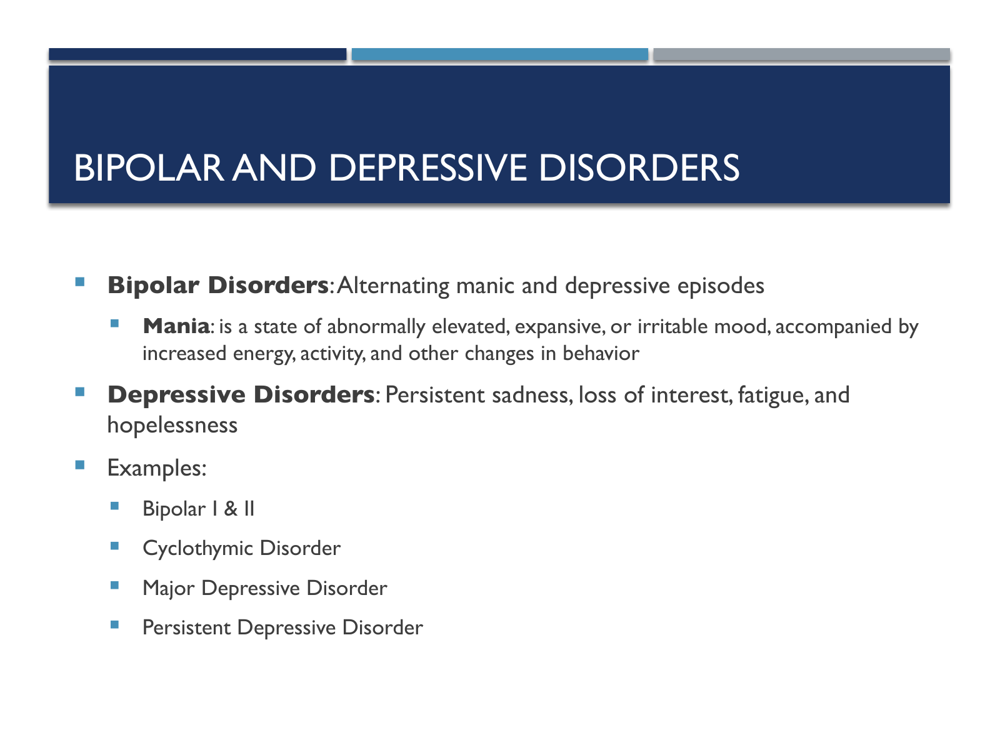 BIPOLAR AND DEPRESSIVE DISORDERS
Bipolar Disorders: Alternating manic and depressive episodes
Mania: is a state of abnormally elevated, expansive, or irritable mood, accompanied by
increased energy, activity, and other changes in behavior
Depressive Disorders: Persistent sadness, loss of interest, fatigue, and
hopelessness
Examples:
Bipolar I & II
Cyclothymic Disorder
Major Depressive Disorder
Persistent Depressive Disorder